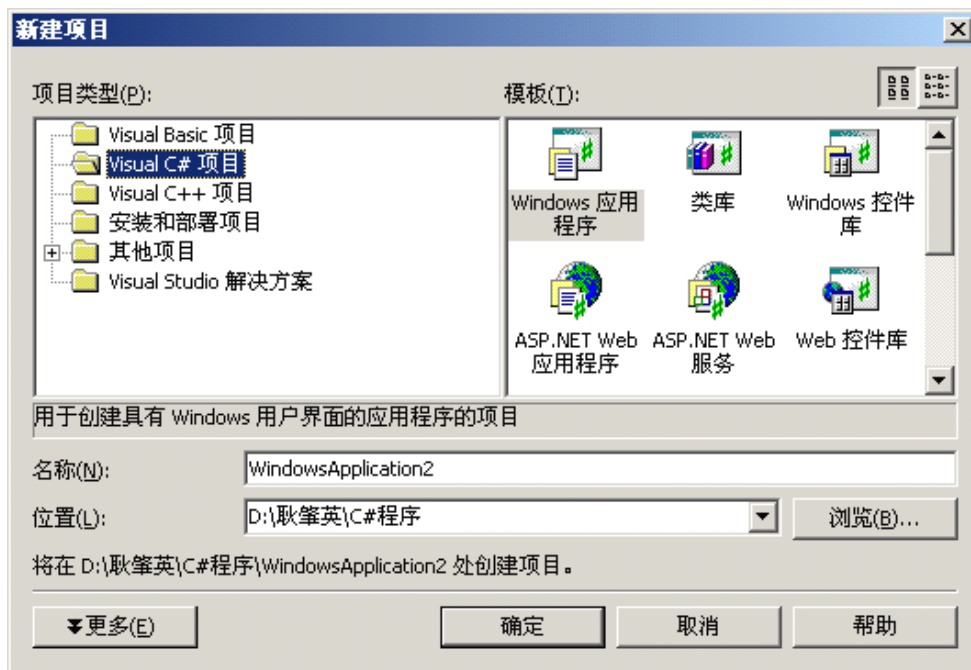 新建项目
项目类型(P):
模板(T):
Visual Basic 项目
Visual C# 项目
Visual C++ 项目
安装和部署项目
其他项目
Visual Studio 解决方案
Windows 应用
程序
类库
Windows 控件
库
ASP.NET Web
应用程序
ASP.NET Web
服务
Web 控件库
用于创建具有 Windows 用户界面的应用程序的项目
名称(N):
WindowsApplication2
位置(L):
D:\耿肇英\C#程序
浏览(B)...
将在 D:\耿肇英\C#程序\WindowsApplication2 处创建项目。
更多(E)
确定
取消
帮助